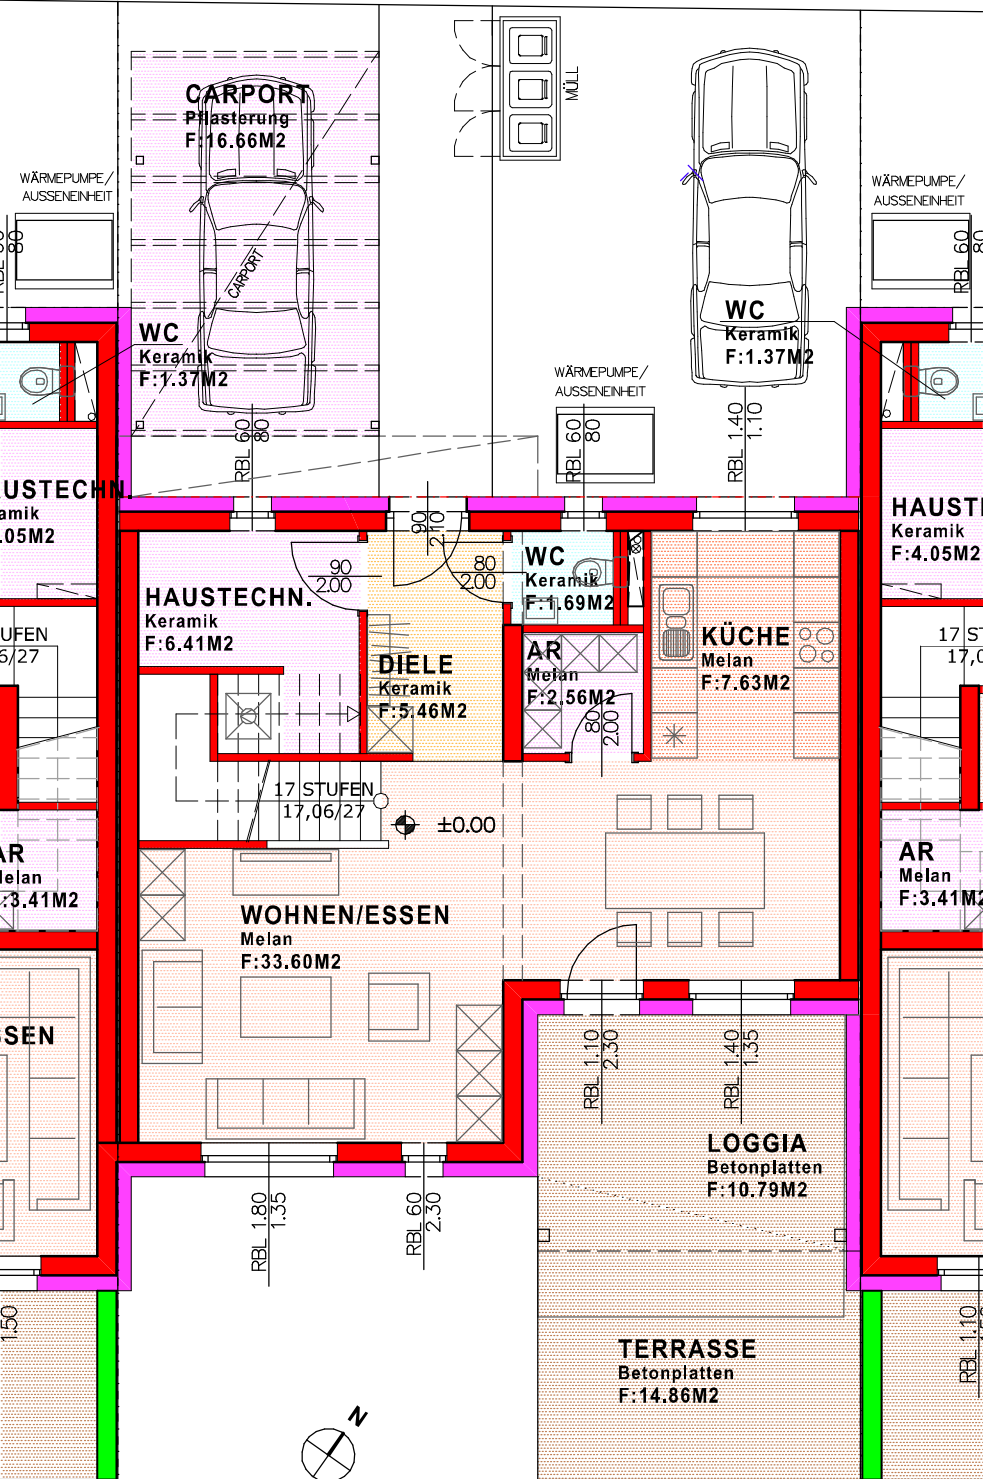 CARPORT
Pflasterung
F:16.66M2
MÜLL
WÄRMEPUMPE/
AUSSENEINHEIT
WÄRMEPUMPE/
AUSSENEINHEIT
RBL 60
80
CARPORT
WC
Keramik
F:1.37M2
WC
Keramik
F:1.37M2
WÄRMEPUMPE/
AUSSENEINHEIT
RBL 60
80
RBL 60
80
RBL 1.40
1.10
90
2.10
HAUSTECHN.
Keramik
F:6.41M2
90
2.00
80
2.00
WC
Keramik
F:1.69M2
DIELE
Keramik
F:5.46M2
AR
Melan
F:2.56M2
80
2.00
KÜCHE
Melan
F:7.63M2
Keramik
F:4.05M2
17 STUFEN
17,06/27
±0.00
WOHNEN/ESSEN
Melan
F:33.60M2
AR
Melan
F:3.41M2
AR
Melan
F:3.41M2
RBL 1.10
2.30
RBL 1.40
1.35
LOGGIA
Betonplatten
F:10.79M2
RBL 1.80
1.35
RBL 60
2.30
1.50
RBL 1.10
TERRASSE
Betonplatten
F:14.86M2
N